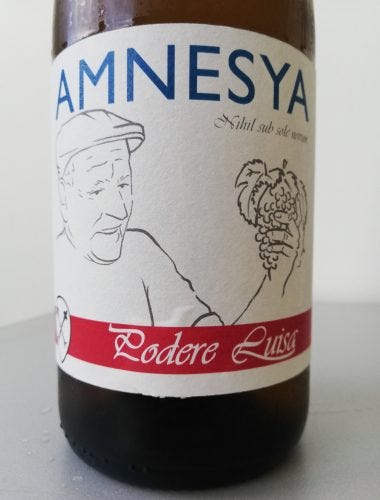 AMNESYA
Nihil sub sole novum
Podere Luisa